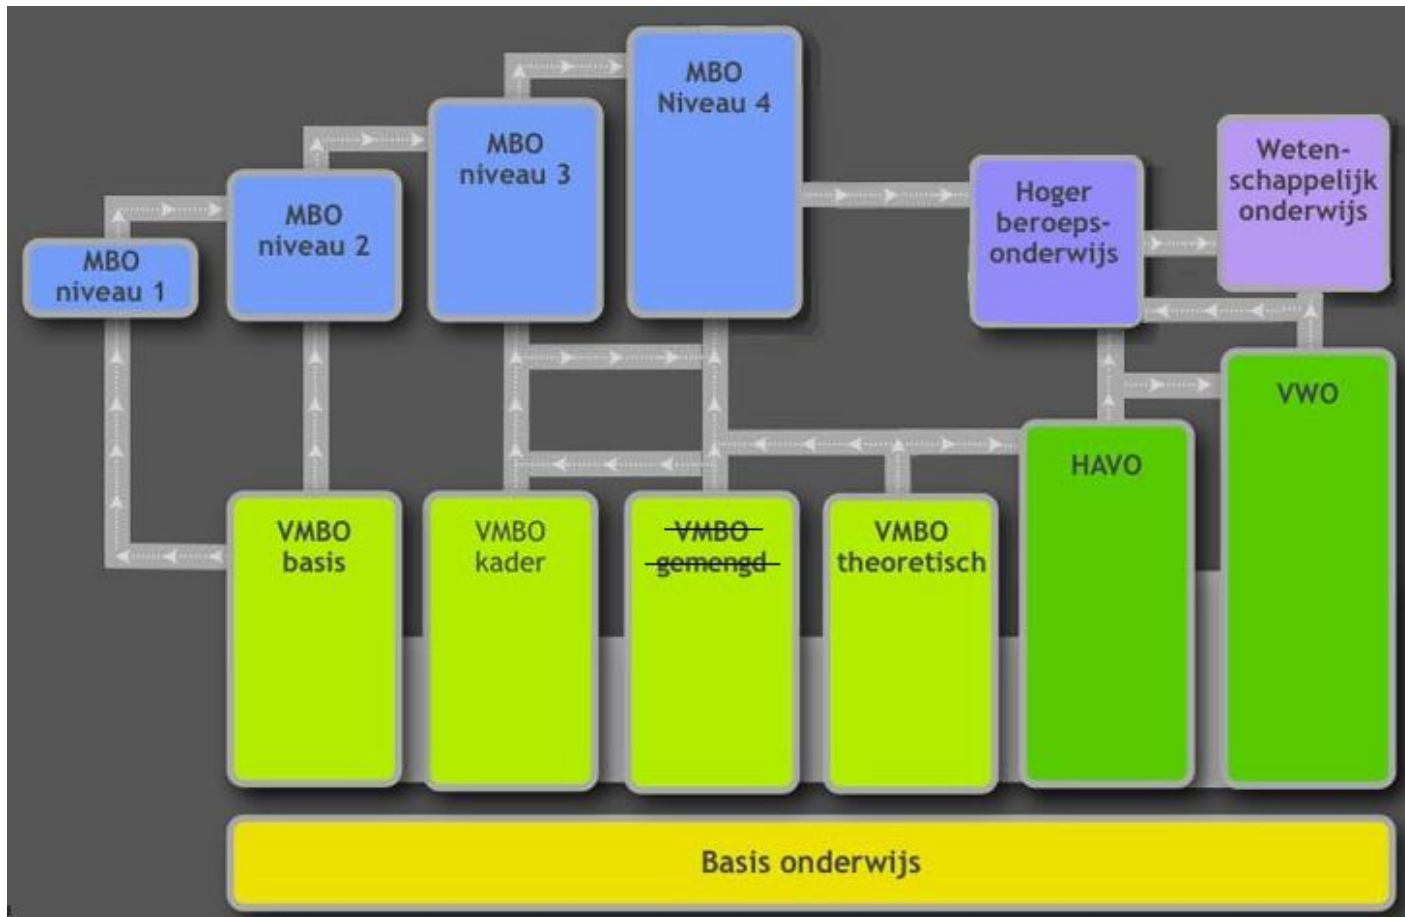 MBO
Niveau 4
MBO
niveau 3
MBO
niveau 2
MBO
niveau 1
Hoger
beroeps-
onderwijs
Weten-
schappelijk
onderwijs
VMBO
basis
VMBO
kader
VMBO
gemengd
VMBO
theoretisch
HAVO
VWO
Basis onderwijs